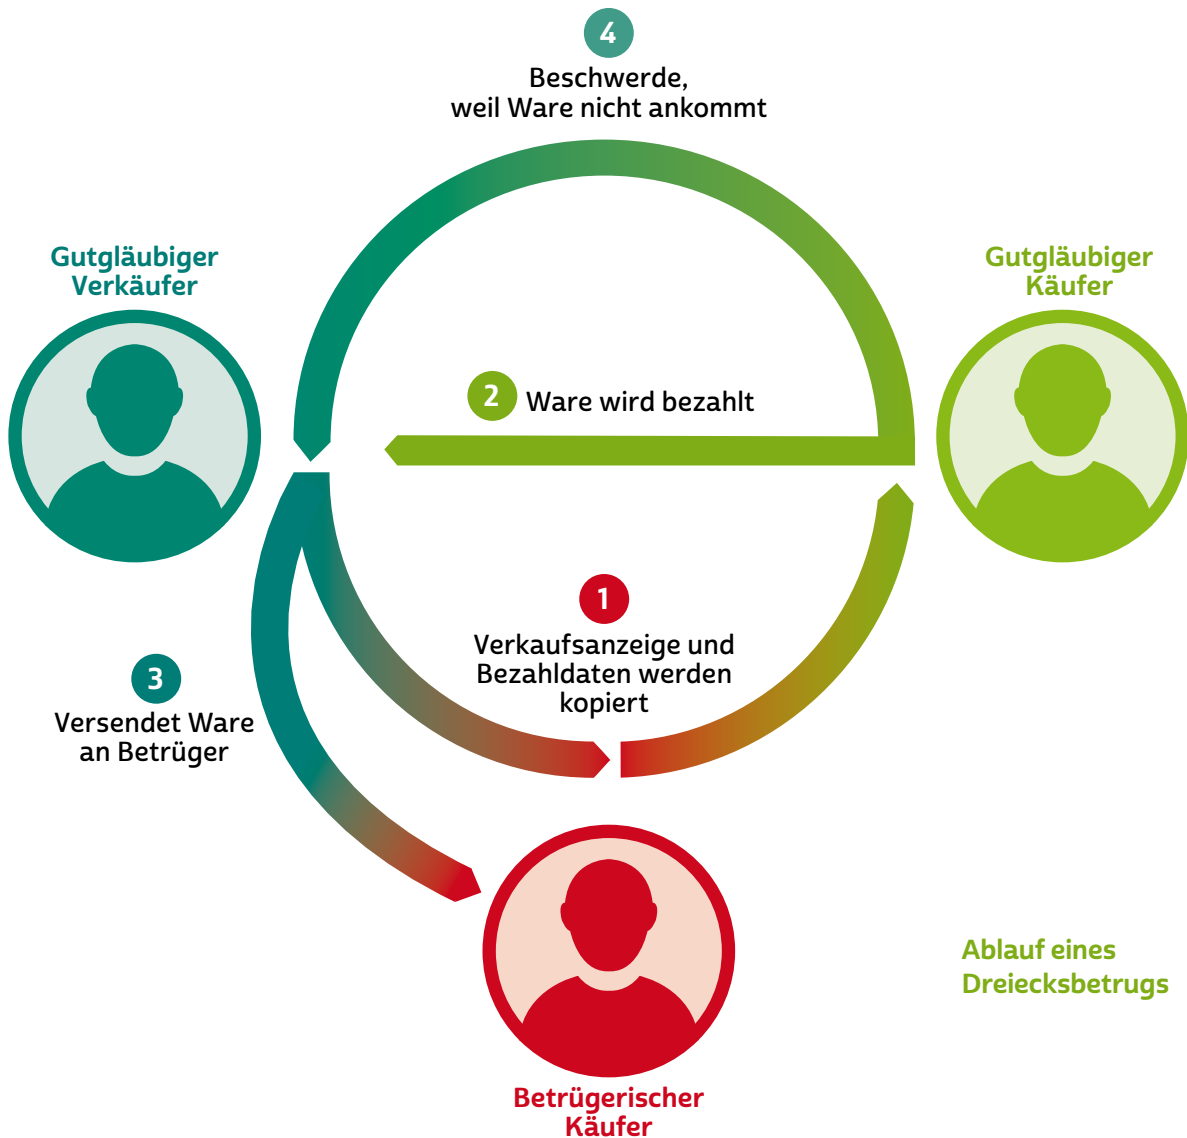 4
Beschwerde,
weil Ware nicht ankommt
Gutgläubiger
Verkäufer
Gutgläubiger
Käufer
2 Ware wird bezahlt
1
Verkaufsanzeige und
Bezahldaten werden
kopiert
3
Versendet Ware
an Betrüger
Ablauf eines
Dreiecksbetrugs
Betrügerischer
Käufer